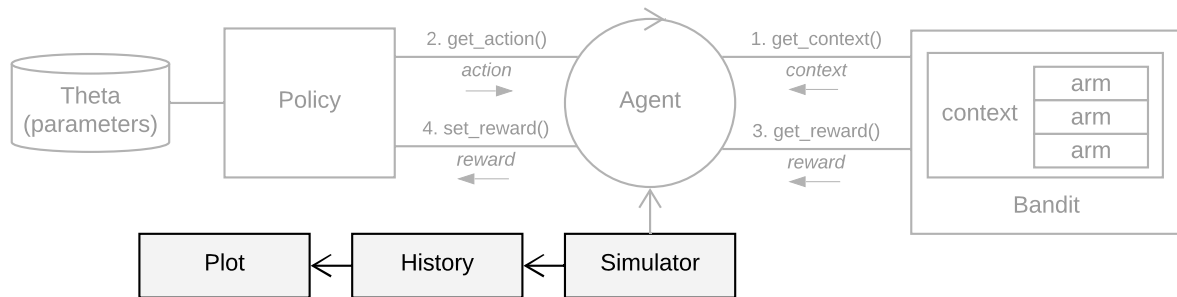 2. get_action()
1. get_context()
action
context
Theta
(parameters)
Policy
Agent
context
arm
arm
arm
4. set_reward()
3. get_reward()
reward
reward
Bandit
Plot
History
Simulator